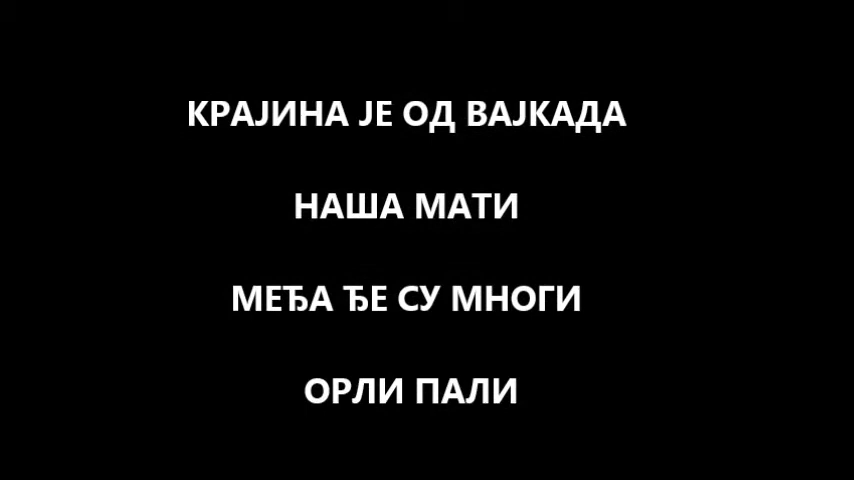 КРАЈИНА ЈЕ ОД ВАЈКАДА
НАША МАТИ
МЕЂА ЂЕ СУ МНОГИ
ОРЛИ ПАЛИ